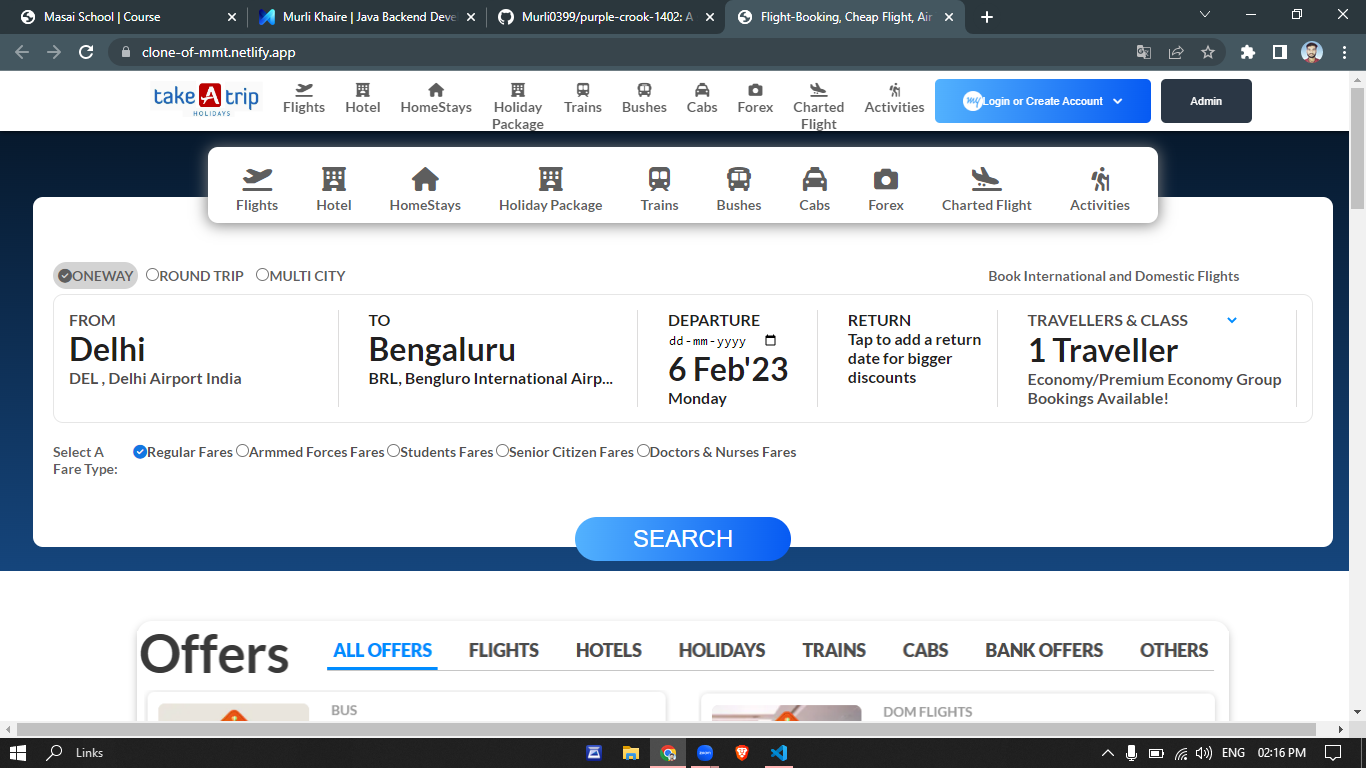 Masai School | Course
Murli Khaire | Java Backend Deve
Murli0399/purple-crook-1402: A
Flight-Booking, Cheap Flight, Air
clone-of-mmt.netlify.app
take A trip
HOLIDAYS
Flights
Hotel
HomeStays
Holiday
Package
Trains
Bushes
Cabs
Forex
Charted
Flight
Activities
my Login or Create Account
Admin
Flights
Hotel
HomeStays
Holiday Package
Trains
Bushes
Cabs
Forex
Charted Flight
Activities
ONEWAY
ROUND TRIP
MULTI CITY
Book International and Domestic Flights
FROM
Delhi
DEL , Delhi Airport India
TO
Bengaluru
BRL, Bengluro International Airp...
DEPARTURE
dd-mm-yyyy
6 Feb'23
Monday
RETURN
Tap to add a return
date for bigger
discounts
TRAVELLERS & CLASS
1 Traveller
Economy/Premium Economy Group
Bookings Available!
Select A
Fare Type:
Regular Fares
Armmed Forces Fares
Students Fares
Senior Citizen Fares
Doctors & Nurses Fares
SEARCH
Offers
ALL OFFERS
FLIGHTS
HOTELS
HOLIDAYS
TRAINS
CABS
BANK OFFERS
OTHERS
BUS
DOM FLIGHTS
Links
ENG
02:16 PM